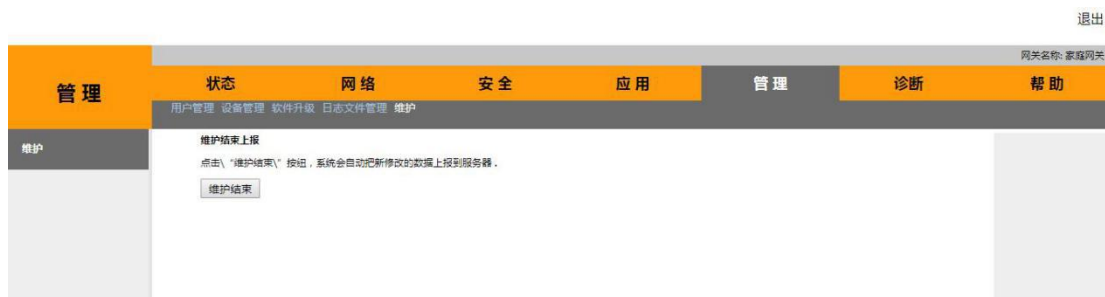 退出
网关名称: 家庭网关
管 理
状态 网 络 安 全 应 用 管 理 诊断 帮 助
用户管理 设备管理 软件升级 日志文件管理 维护
维护
维护结束上报
点击\ "维护结束\" 按纽，系统会自动把新修改的数据上报到服务器．
维护结束